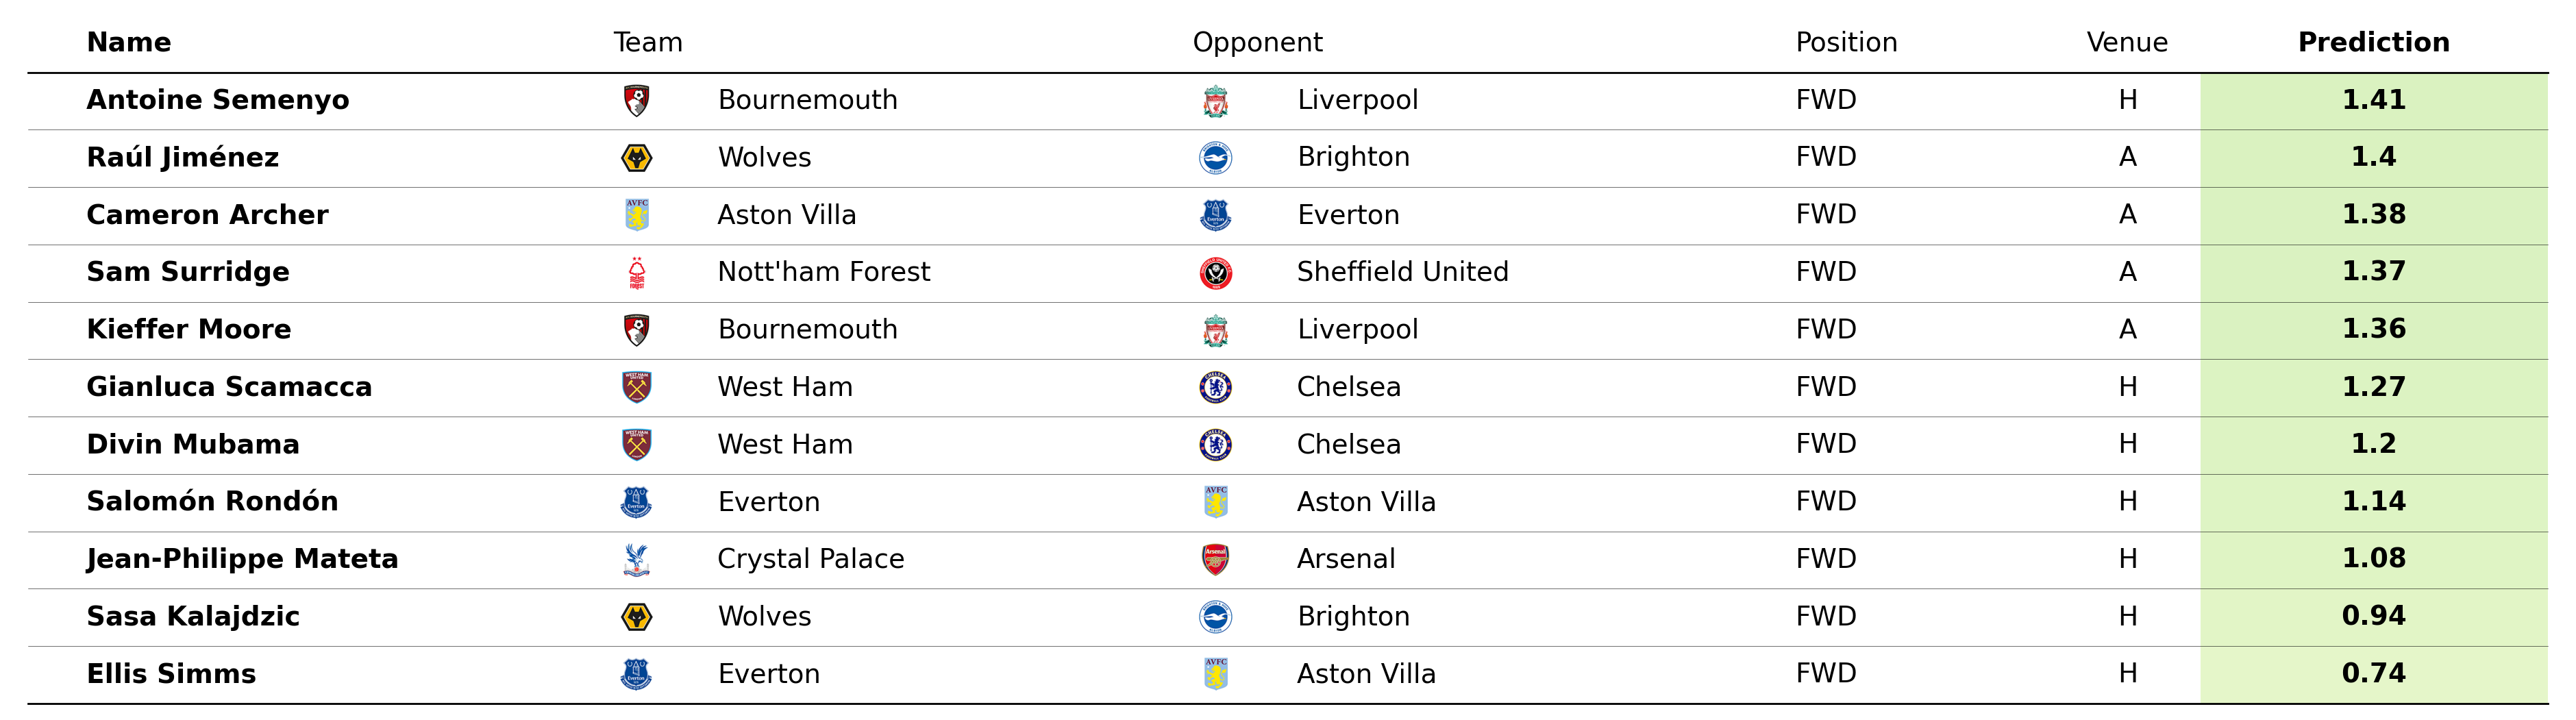 Name Team Opponent Position Venue Prediction
Antoine Semenyo Bournemouth Liverpool FWD H 1.41
Raúl Jiménez Wolves Brighton FWD A 1.4
Cameron Archer Aston Villa Everton FWD A 1.38
Sam Surridge Nott'ham Forest Sheffield United FWD A 1.37
Kieffer Moore Bournemouth Liverpool FWD A 1.36
Gianluca Scamacca West Ham Chelsea FWD H 1.27
Divin Mubama West Ham Chelsea FWD H 1.2
Salomón Rondón Everton Aston Villa FWD H 1.14
Jean-Philippe Mateta Crystal Palace Arsenal FWD H 1.08
Sasa Kalajdzic Wolves Brighton FWD H 0.94
Ellis Simms Everton Aston Villa FWD H 0.74